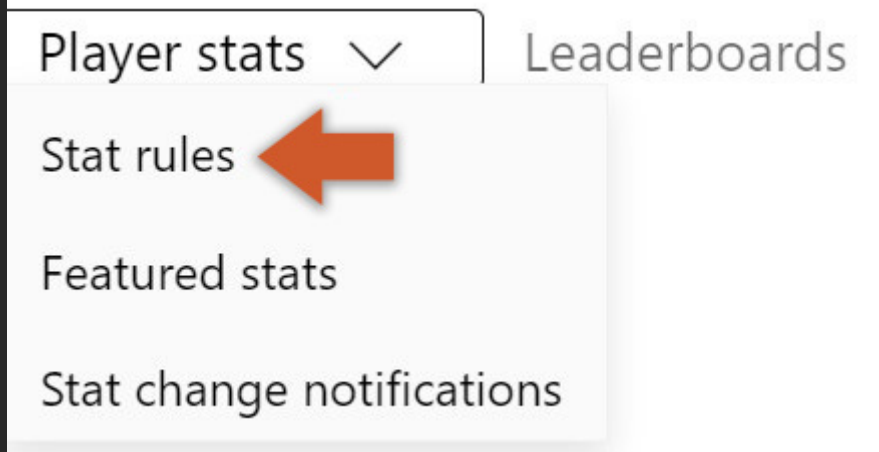 Player stats Leaderboards
Stat rules
Featured stats
Stat change notifications